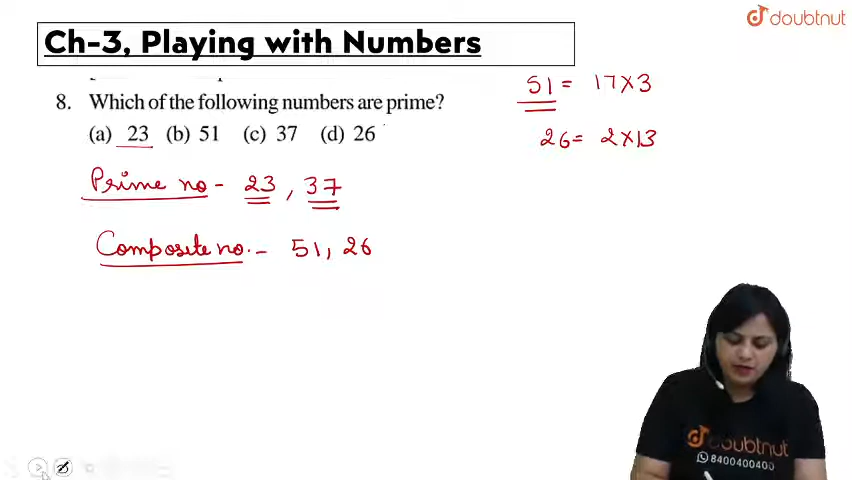 doubtnut
Ch-3, Playing with Numbers
51 = 17×3
8. Which of the following numbers are prime?
(a) 23 (b) 51 (c) 37 (d) 26
26 = 2×13
Prime no - 23, 37
Composite no. - 51, 26
doubtnut
8400400400